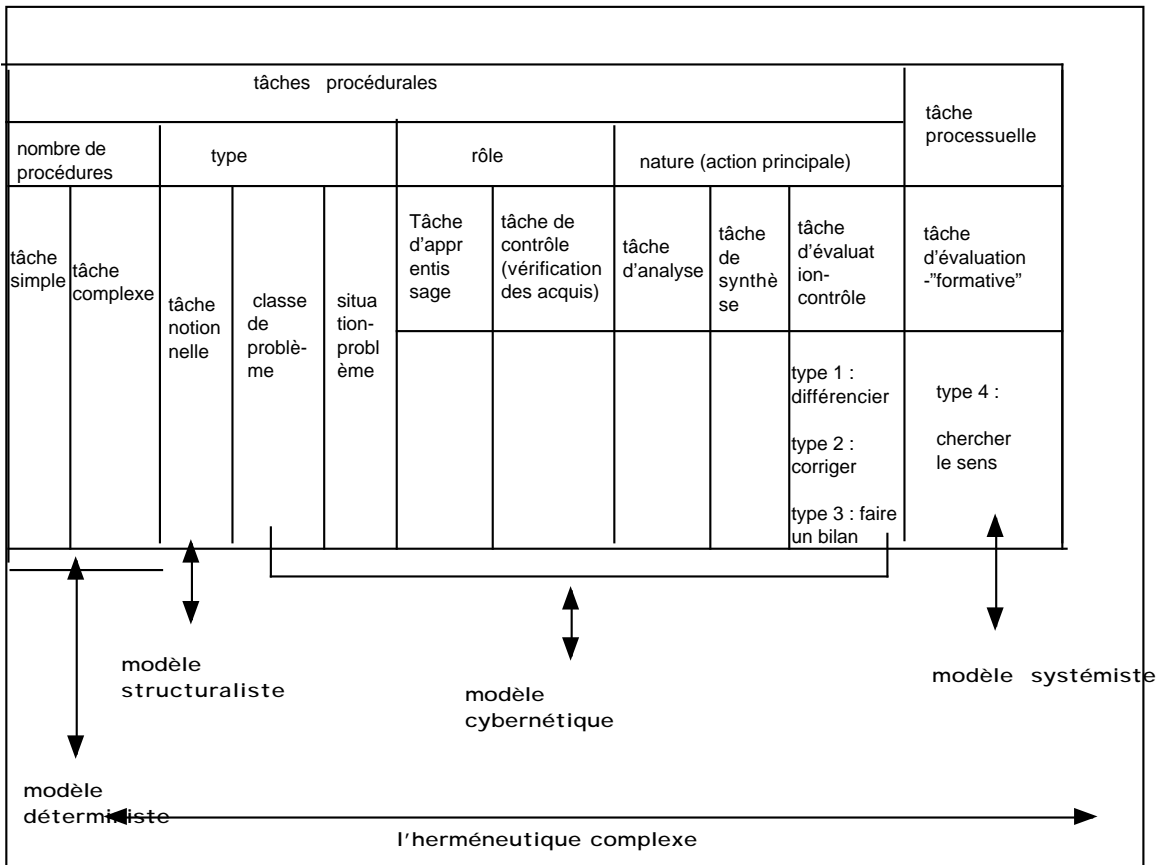 tâches procédurales
tâche
processuelle
nombre de
procédures
type
rôle
nature (action principale)
tâche
simple
tâche
complexe
tâche
notion
nelle
classe
de
problè-
me
situa
tion-
probl
ème
Tâche
d'appr
entis
sage
tâche de
contrôle
(vérification
des acquis)
tâche
d'analyse
tâche
de
synthè
se
tâche
d'évaluat
ion-
contrôle
tâche
d'évaluation
-"formative"
type 1 :
différencier
type 2 :
corriger
type 3 : faire
un bilan
type 4 :
chercher
le sens
modèle
structuraliste
modèle
cybernétique
modèle systémiste
modèle
déterministe
l'herméneutique complexe